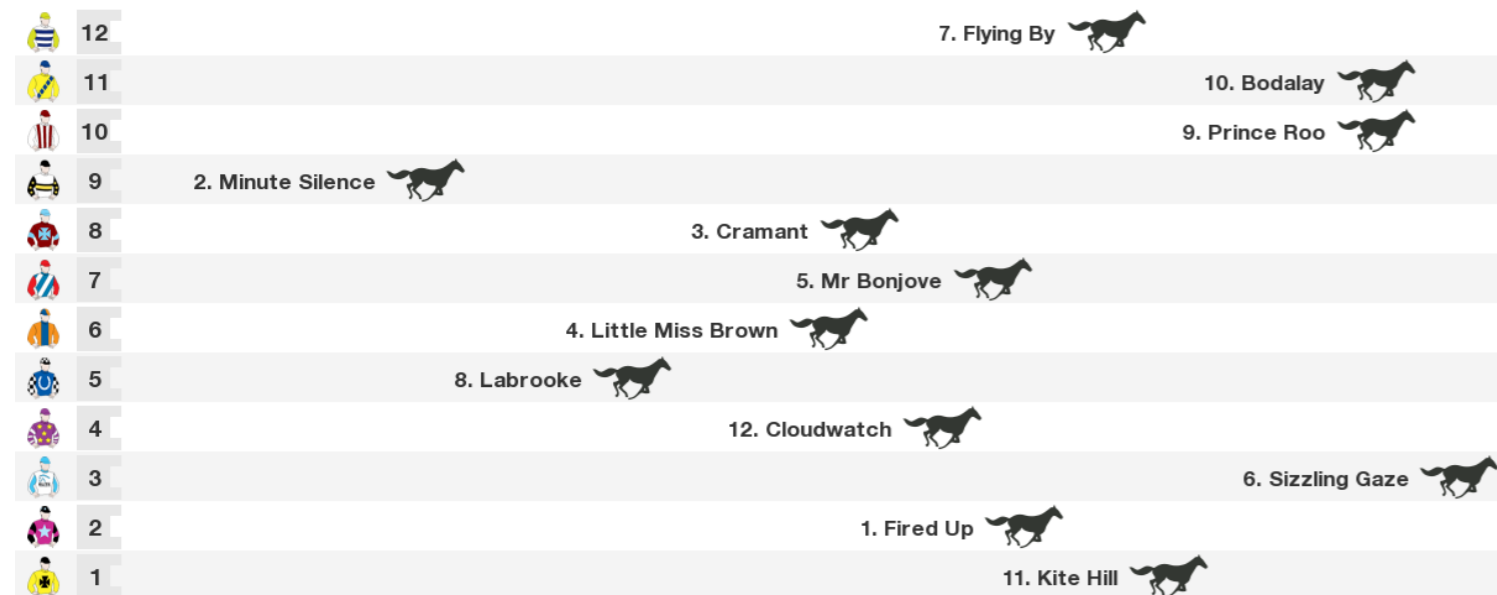 12 7. Flying By
11 10. Bodalay
10 9. Prince Roo
9 2. Minute Silence
8 3. Cramant
7 5. Mr Bonjove
6 4. Little Miss Brown
5 8. Labrooke
4 12. Cloudwatch
3 6. Sizzling Gaze
2 1. Fired Up
1 11. Kite Hill